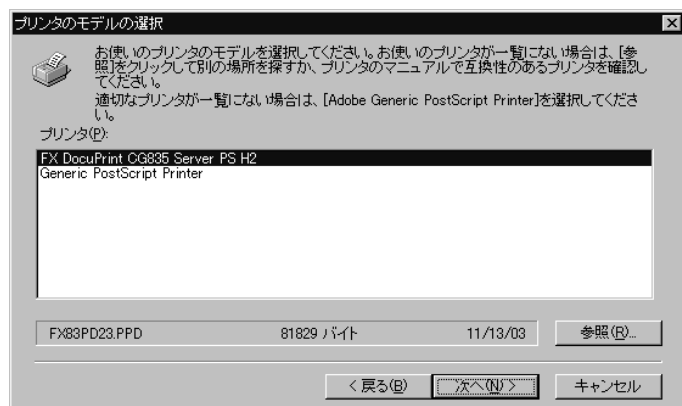 プリンタのモデルの選択
お使いのプリンタのモデルを選択してください。お使いのプリンタが一覧にない場合は、[参
照]をクリックして別の場所を探すか、プリンタのマニュアルで互換性のあるプリンタを確認し
てください。
適切なプリンタが一覧にない場合は、[Adobe Generic PostScript Printer]を選択してくださ
い。
プリンタ(P):
FX DocuPrint CG835 Server PS H2
Generic PostScript Printer
FX83PD23.PPD 81829 バイト 11/13/03 参照(R)...
< 戻る(B) 次へ(N) > キャンセル